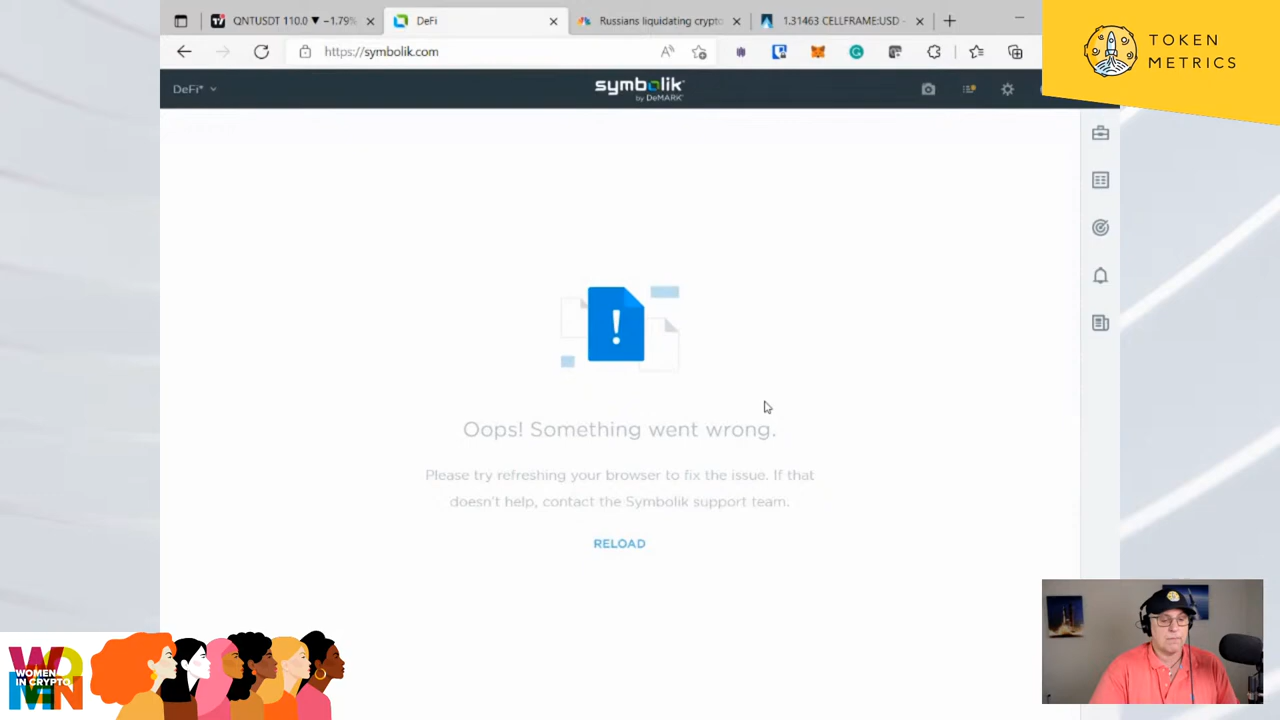 QNTUSDT 110.0 ▼ −1.79%
DeFi
Russians liquidating crypto
1.31463 CELLFRAME:USD -
https://symbolik.com
TOKEN
METRICS
DeFi*
symbolik
by DeMARK
Oops! Something went wrong.
Please try refreshing your browser to fix the issue. If that
doesn't help, contact the Symbolik support team.
RELOAD
WOMEN
WOMEN
IN CRYPTO